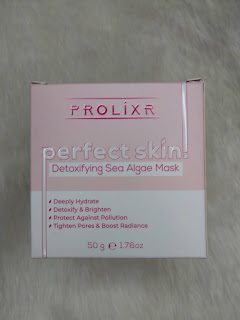 PROLIXR
perfect skin.
Detoxifying Sea Algae Mask
• Deeply Hydrate
• Detoxify & Brighten
• Protect Against Pollution
• Tighten Pores & Boost Radiance
50 g ℮ 1.76oz